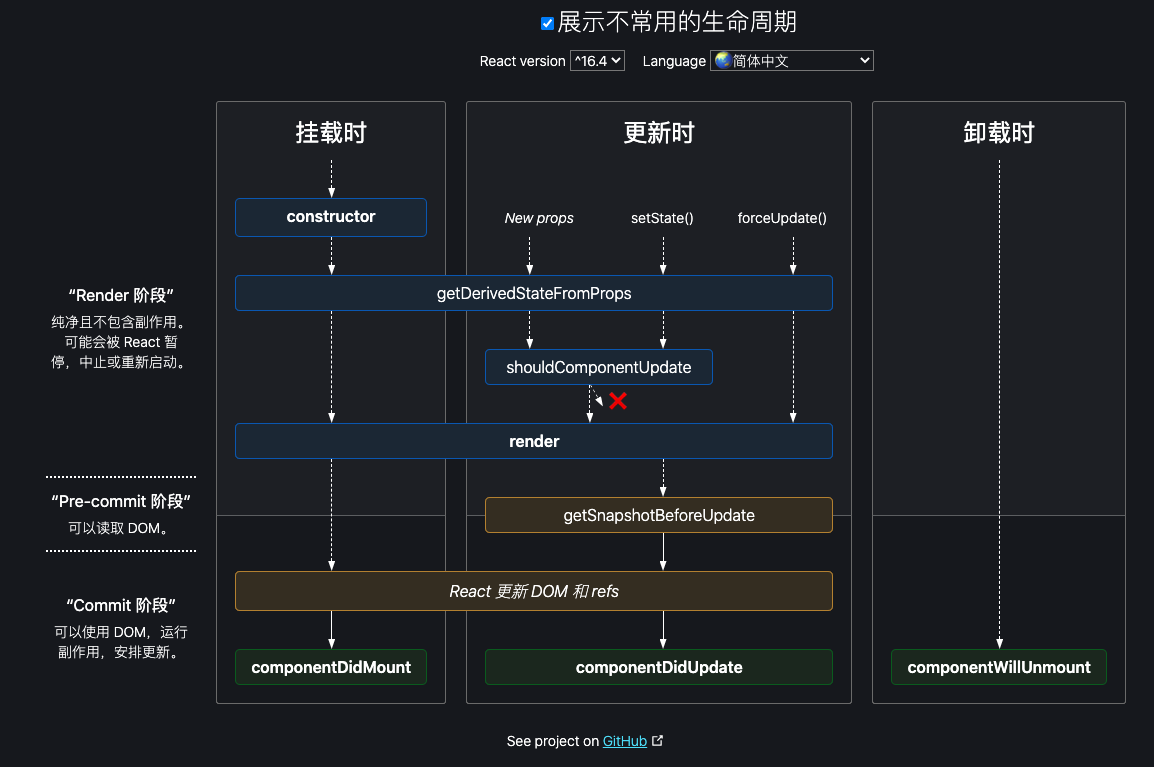 展示不常用的生命周期
React version ^16.4 Language 简体中文
挂载时
更新时
卸载时
constructor
New props
setState()
forceUpdate()
“Render 阶段”
纯净且不包含副作用。
可能会被 React 暂
停，中止或重新启动。
getDerivedStateFromProps
shouldComponentUpdate
render
“Pre-commit 阶段”
可以读取 DOM。
getSnapshotBeforeUpdate
React 更新 DOM 和 refs
“Commit 阶段”
可以使用 DOM，运行
副作用，安排更新。
componentDidMount
componentDidUpdate
componentWillUnmount
See project on GitHub